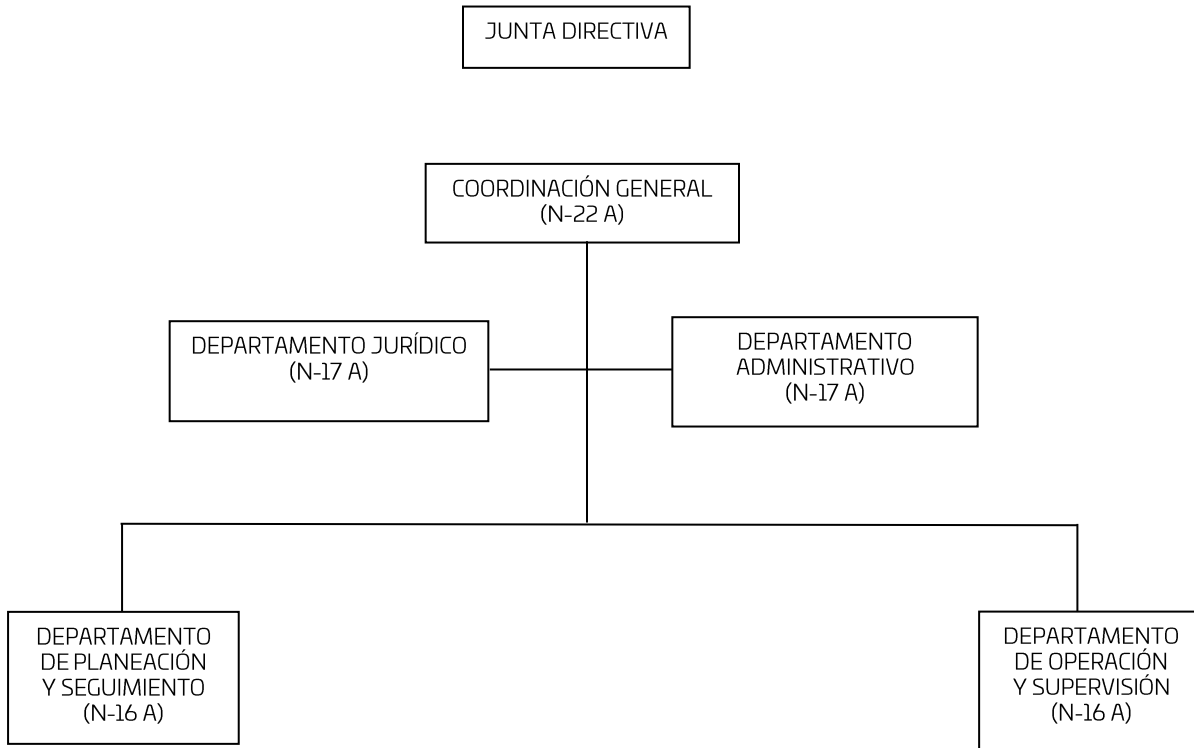 JUNTA DIRECTIVA
COORDINACIÓN GENERAL
(N-22 A)
DEPARTAMENTO JURÍDICO
(N-17 A)
DEPARTAMENTO
ADMINISTRATIVO
(N-17 A)
DEPARTAMENTO
DE PLANEACIÓN
Y SEGUIMIENTO
(N-16 A)
DEPARTAMENTO
DE OPERACIÓN
Y SUPERVISIÓN
(N-16 A)